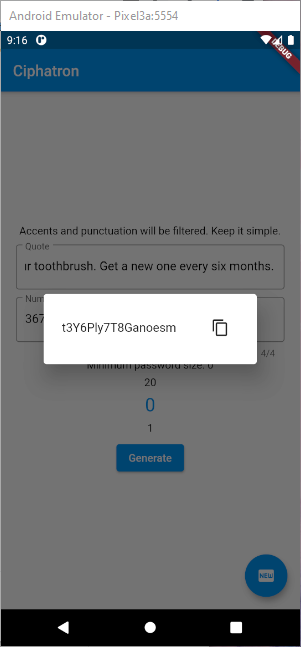 Android Emulator - Pixel3a:5554
9:16
DEBUG
Ciphatron
Accents and punctuation will be filtered. Keep it simple.
Quote
ır toothbrush. Get a new one every six months.
Num
367
t3Y6Ply7T8Ganoesm
4/4
Minimum password size: 0
20
0
1
Generate
NEW